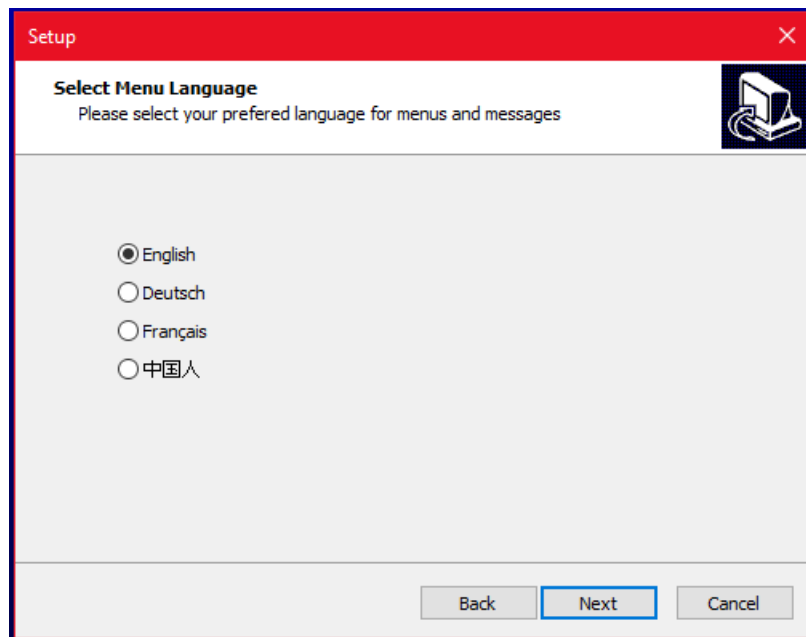 Setup
Select Menu Language
Please select your prefered language for menus and messages
English
Deutsch
Français
中国人
Back Next Cancel